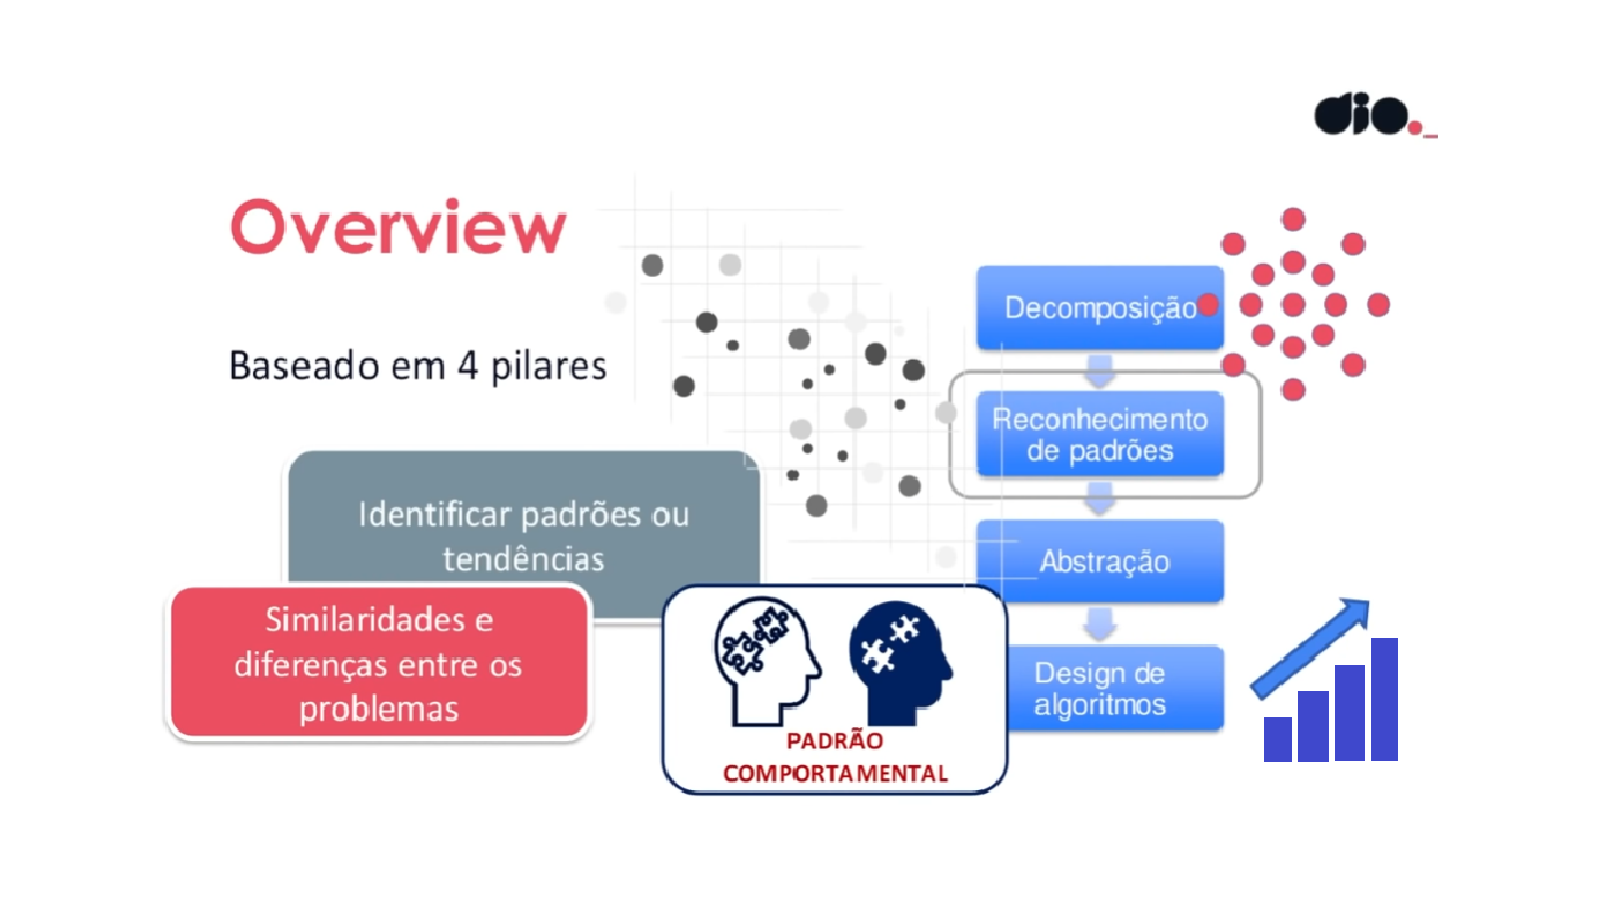 dio._
Overview
Baseado em 4 pilares
Identificar padrões ou
tendências
Similaridades e
diferenças entre os
problemas
PADRÃO
COMPORTAMENTAL
Decomposição
Reconhecimento
de padrões
Abstração
Design de
algoritmos